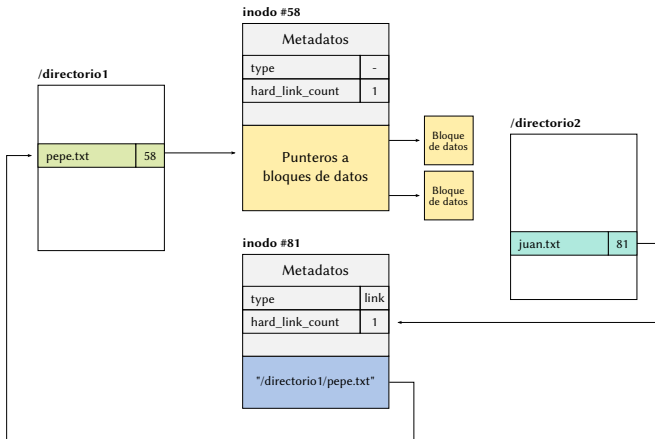 inodo #58
Metadatos
type -
hard_link_count 1
Punteros a
bloques de datos
Bloque
de datos
Bloque
de datos
/directorio1
pepe.txt 58
/directorio2
juan.txt 81
inodo #81
Metadatos
type link
hard_link_count 1
"/directorio1/pepe.txt"